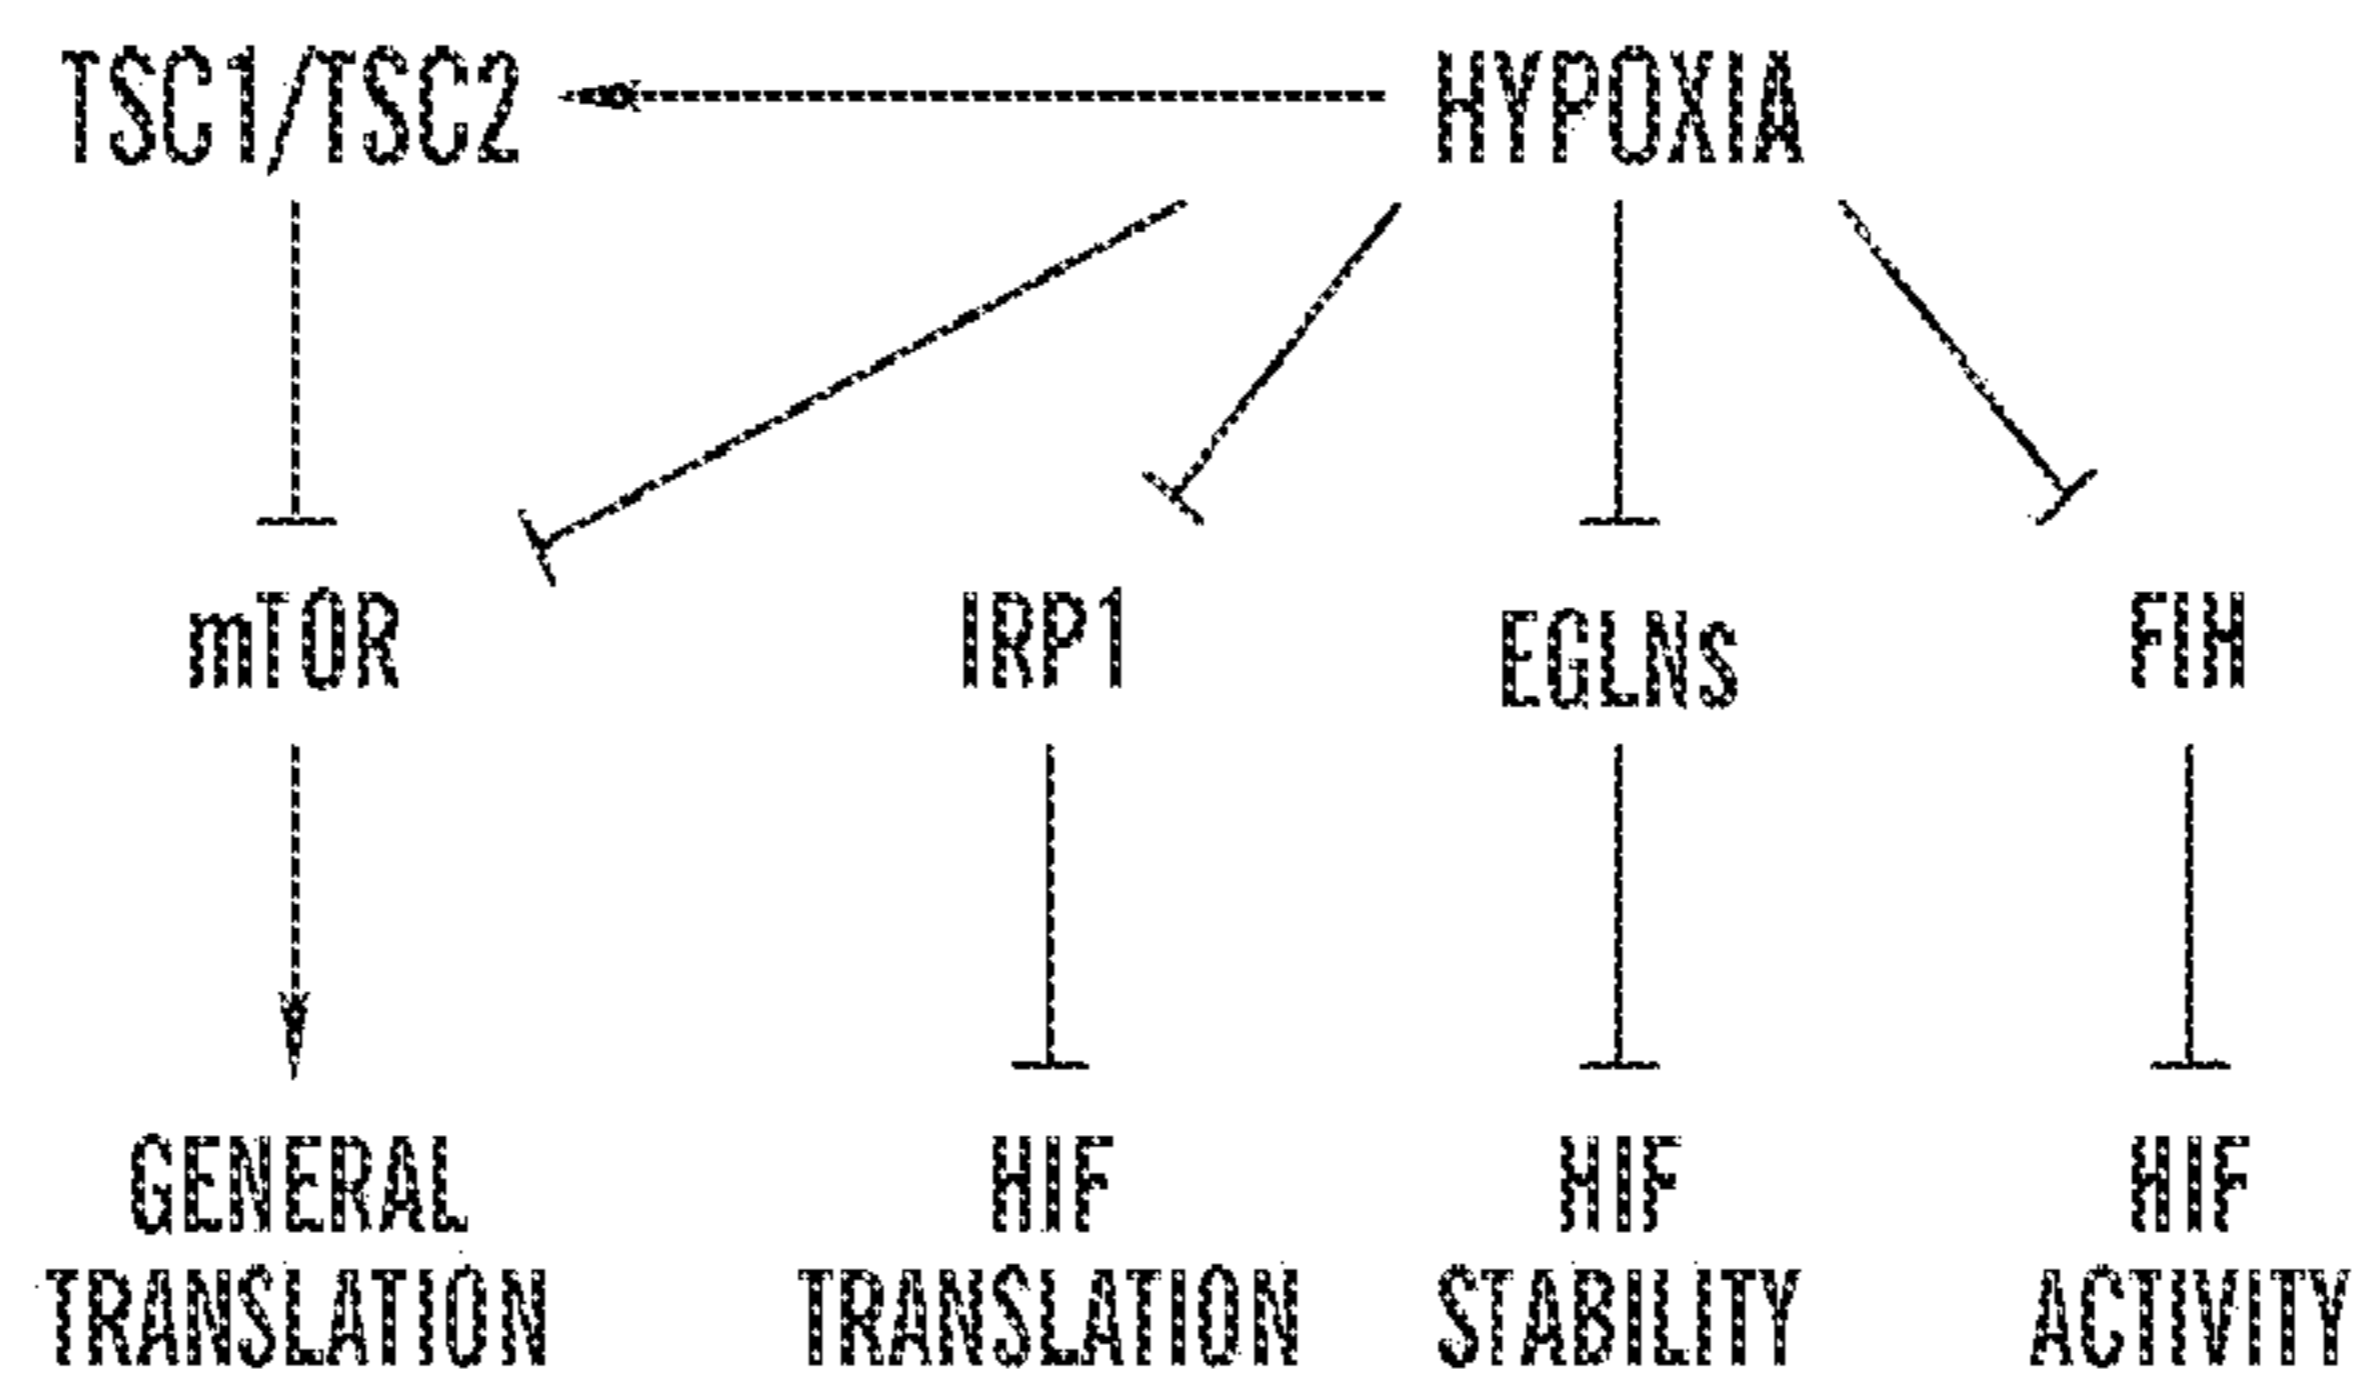 TSC1/TSC2
HYPOXIA
mTOR
IRP1
EGLNs
FIH
GENERAL
TRANSLATION
HIF
TRANSLATION
HIF
STABILITY
HIF
ACTIVITY